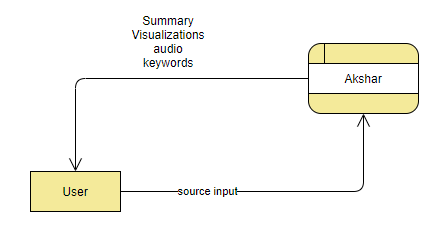 Summary
Visualizations
audio
keywords
Akshar
User
source input